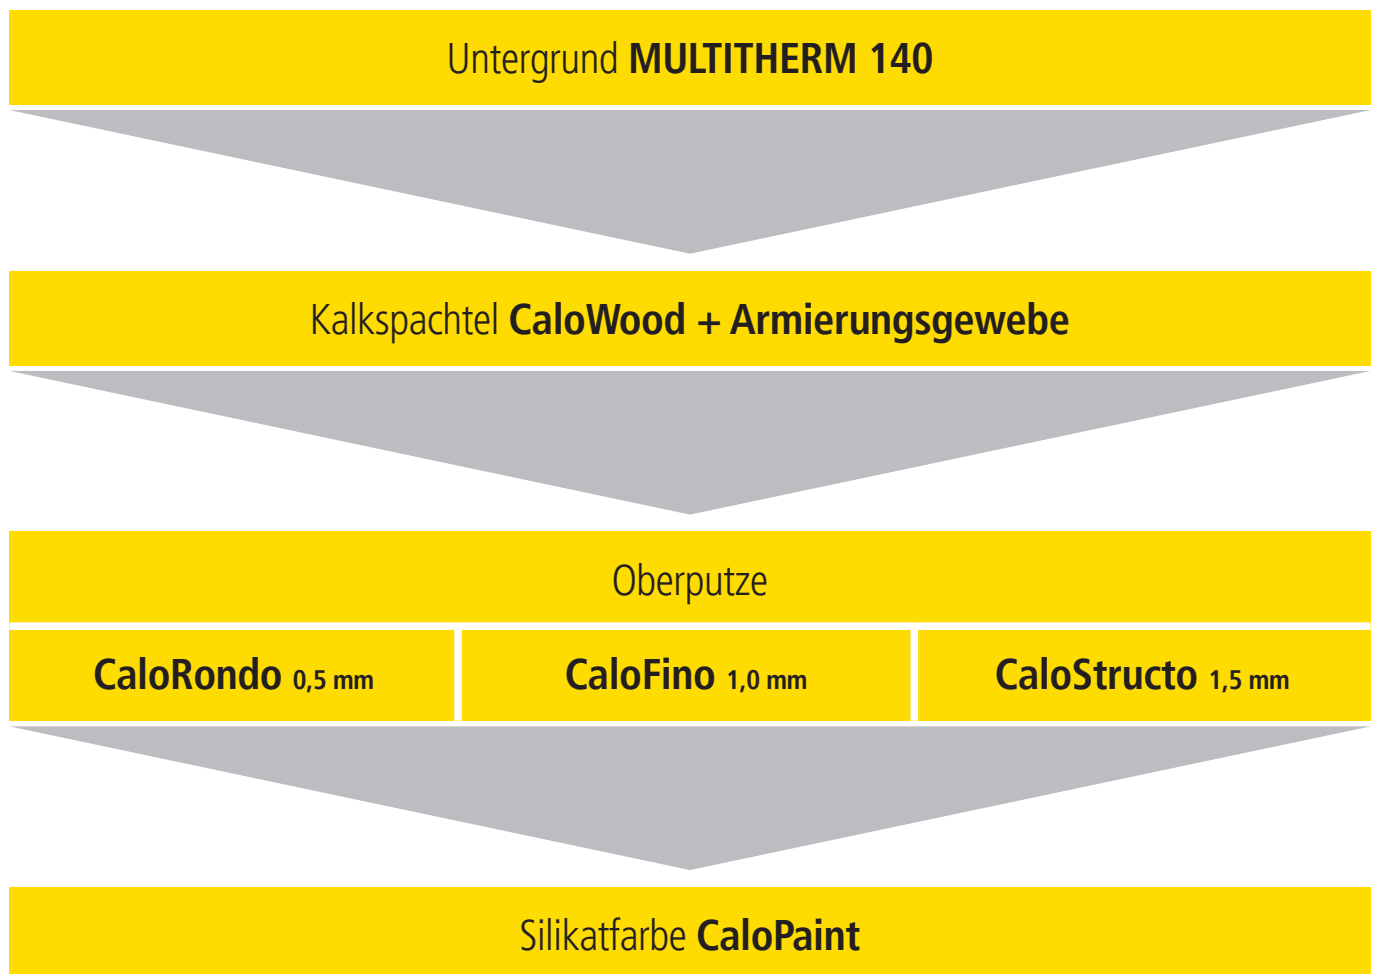 Untergrund MULTITHERM 140
Kalkspachtel CaloWood + Armierungsgewebe
Oberputze
CaloRondo 0,5 mm
CaloFino 1,0 mm
CaloStructo 1,5 mm
Silikatfarbe CaloPaint